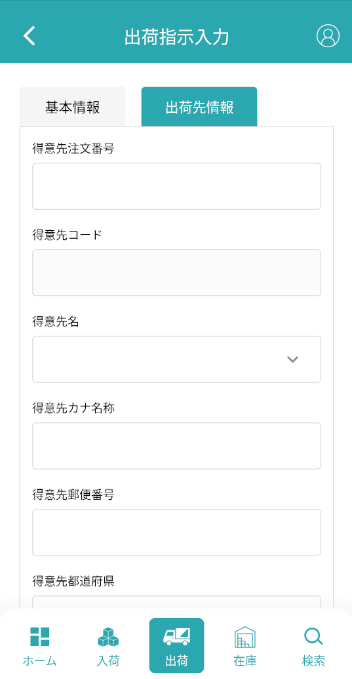 出荷指示入力
基本情報
出荷先情報
得意先注文番号
得意先コード
得意先名
得意先カナ名称
得意先郵便番号
得意先都道府県
ホーム
入荷
出荷
在庫
検索